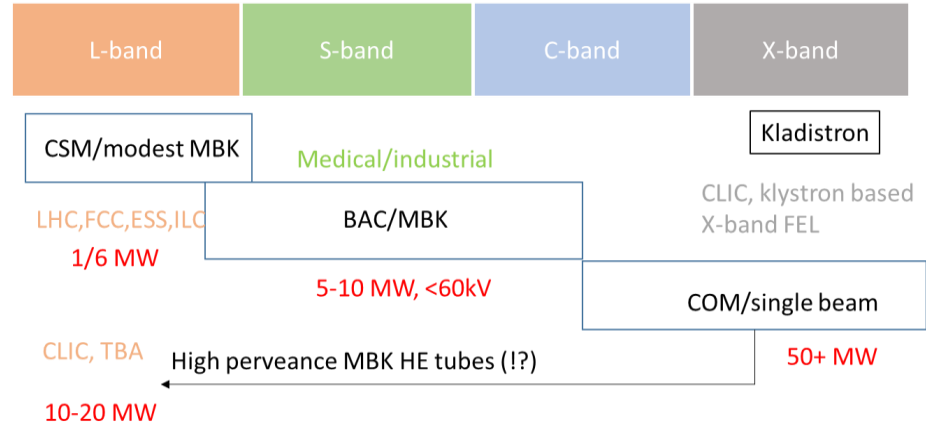 L-band
S-band
C-band
X-band
CSM/modest MBK
Kladistron
Medical/industrial
CLIC, klystron based
X-band FEL
LHC,FCC,ESS,ILC
BAC/MBK
1/6 MW
5-10 MW, <60kV
COM/single beam
CLIC, TBA
High perveance MBK HE tubes (!?)
50+ MW
10-20 MW